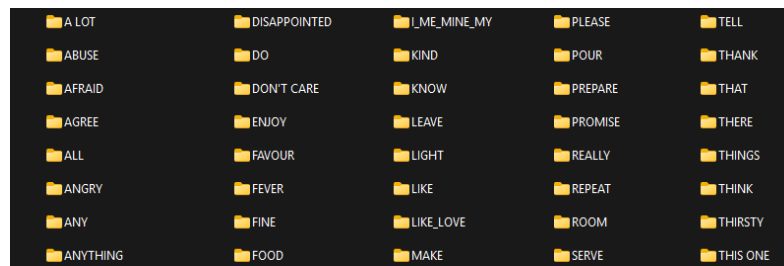 A LOT
DISAPPOINTED
I_ME_MINE_MY
PLEASE
TELL
ABUSE
DO
KIND
POUR
THANK
AFRAID
DON'T CARE
KNOW
PREPARE
THAT
AGREE
ENJOY
LEAVE
PROMISE
THERE
ALL
FAVOUR
LIGHT
REALLY
THINGS
ANGRY
FEVER
LIKE
REPEAT
THINK
ANY
FINE
LIKE_LOVE
ROOM
THIRSTY
ANYTHING
FOOD
MAKE
SERVE
THIS ONE